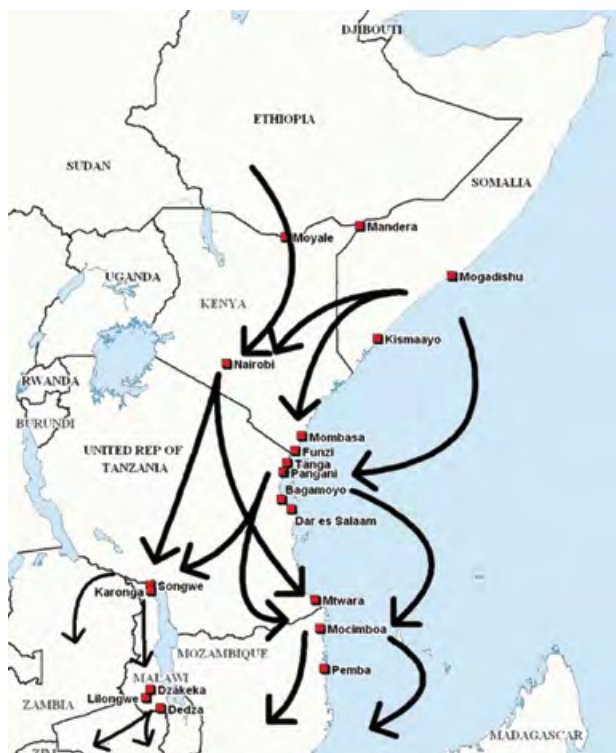 DJIBOUTI
ETHIOPIA
SUDAN
SOMALIA
Moyale
Mandera
UGANDA
Mogadishu
KENYA
Kismaayo
Nairobi
RWANDA
BURUNDI
Mombasa
Funzi
UNITED REP OF
TANZANIA
Tanga
Pangani
Bagamoyo
Dar es Salaam
Songwe
Karonga
Mtwara
Mocimboa
MOZAMBIQUE
Pemba
MALAWI
Dzakeka
Lilongwe
ZAMBIA
Dedza
MADAGASCAR
ZIM